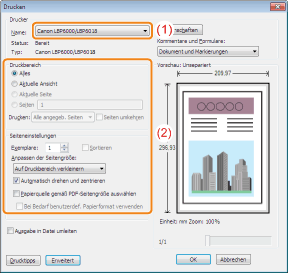 Drucken
Drucker
Name: Canon LBP6000/LBP6018 (1) schaften
Status: Bereit
Typ: Canon LBP6000/LBP6018
Kommentare und Formulare:
Dokument und Markierungen
Druckbereich
Alles
Aktuelle Ansicht
Aktuelle Seite
Seiten 1
Drucken: Alle angegeb. Seiten Seiten umkehren
Seiteneinstellungen
Exemplare: 1 Sortieren
Anpassen der Seitengröße:
Auf Druckbereich verkleinern
Automatisch drehen und zentrieren
Papierquelle gemäß PDF-Seitengröße auswählen
Bei Bedarf benutzerdef. Papierformat verwenden
(2)
Vorschau: Unsepariert
209,97
296,93
Einheit: mm Zoom: 100%
1/1
Ausgabe in Datei umleiten
Drucktipps
Erweitert
OK
Abbrechen